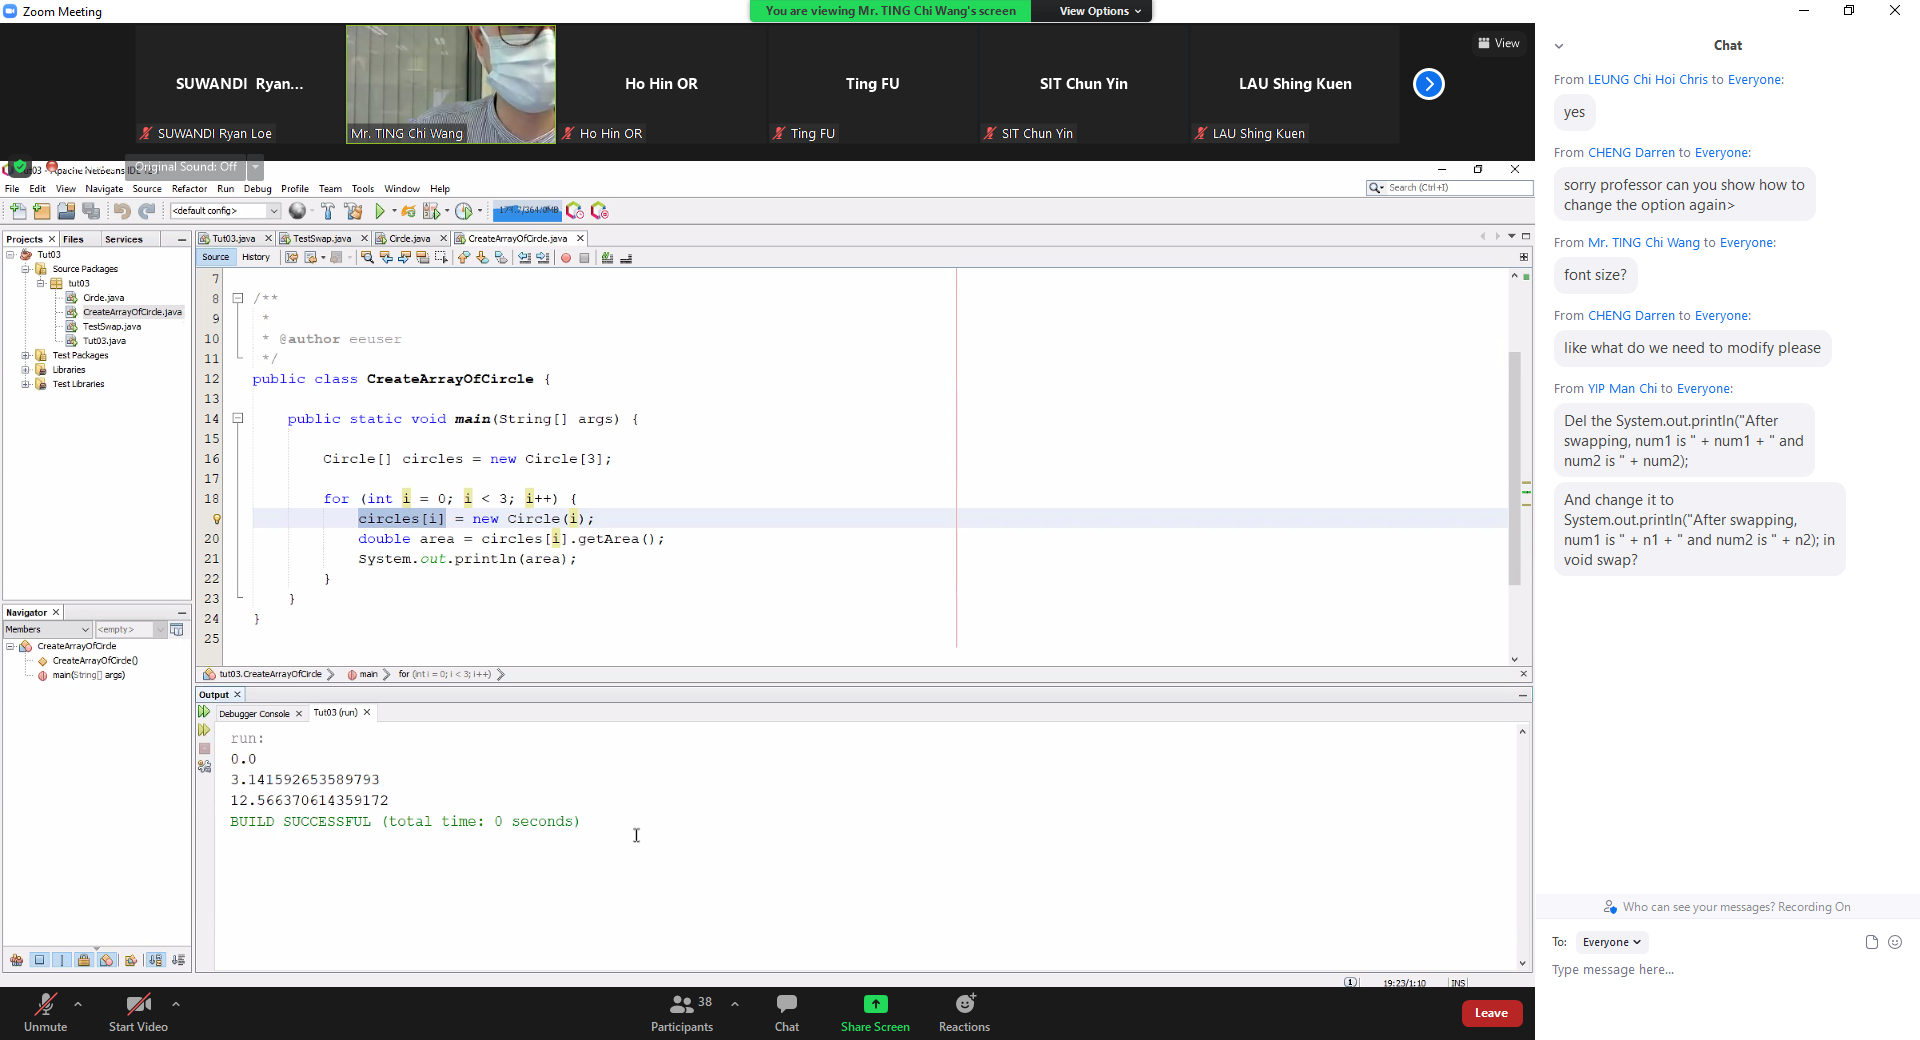 Zoom Meeting
You are viewing Mr. TING Chi Wang's screen
View Options
SUWANDI Ryan...
SUWANDI Ryan Loe
Mr. TING Chi Wang
Ho Hin OR
Ho Hin OR
Ting FU
Ting FU
SIT Chun Yin
SIT Chun Yin
LAU Shing Kuen
LAU Shing Kuen
View
Original Sound: Off
File Edit View Navigate Source Refactor Run Debug Profile Team Tools Window Help
Search (Ctrl+I)
<default config>
Projects Files Services
Tut03
Source Packages
tut03
Circle.java
CreateArrayOfCircle.java
TestSwap.java
Tut03.java
Test Packages
Libraries
Test Libraries
Tut03.java TestSwap.java Circle.java CreateArrayOfCircle.java
Source History
7
8 /**
9 *
10 * @author eeuser
11 */
12 public class CreateArrayOfCircle {
13
14 public static void main(String[] args) {
15
16 Circle[] circles = new Circle[3];
17
18 for (int i = 0; i < 3; i++) {
circles[i] = new Circle(i);
20 double area = circles[i].getArea();
21 System.out.println(area);
22 }
23 }
24 }
25
tut03.CreateArrayOfCircle main for (int i = 0; i < 3; i++)
Navigator
Members <empty>
CreateArrayOfCircle
CreateArrayOfCircle()
main(String[] args)
Output
Debugger Console Tut03 (run)
run:
0.0
3.141592653589793
12.566370614359172
BUILD SUCCESSFUL (total time: 0 seconds)
19:23/1:10 INS
Unmute
Start Video
38
Participants
Chat
Share Screen
Reactions
Leave
Chat
From LEUNG Chi Hoi Chris to Everyone:
yes
From CHENG Darren to Everyone:
sorry professor can you show how to
change the option again>
From Mr. TING Chi Wang to Everyone:
font size?
From CHENG Darren to Everyone:
like what do we need to modify please
From YIP Man Chi to Everyone:
Del the System.out.println("After
swapping, num1 is " + num1 + " and
num2 is " + num2);
And change it to
System.out.println("After swapping,
num1 is " + n1 + " and num2 is " + n2); in
void swap?
Who can see your messages? Recording On
To: Everyone
Type message here...